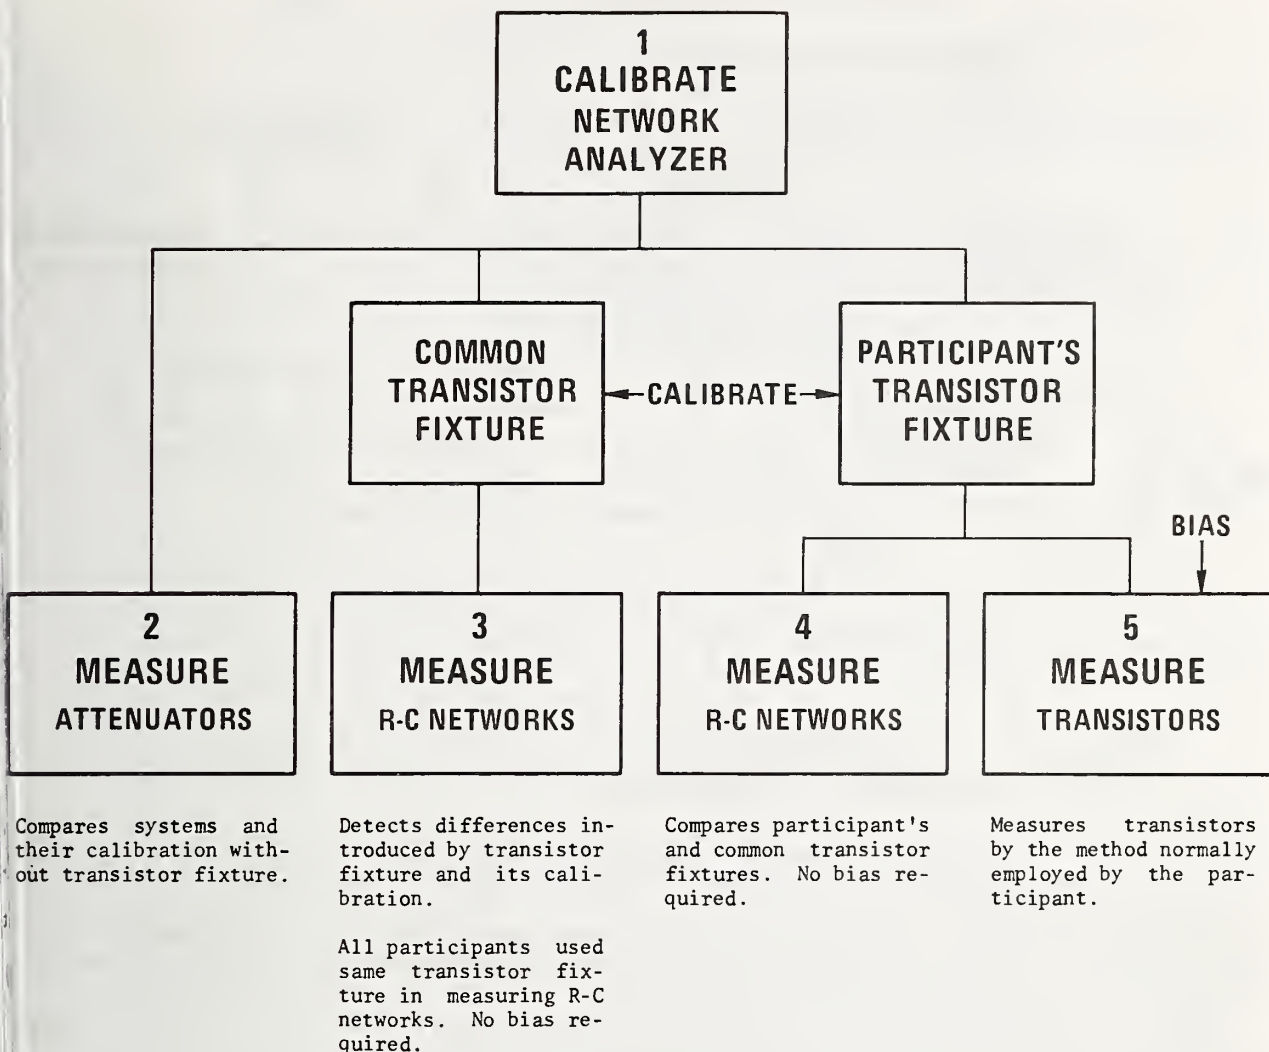 1
CALIBRATE
NETWORK
ANALYZER
COMMON
TRANSISTOR
FIXTURE
CALIBRATE
PARTICIPANT'S
TRANSISTOR
FIXTURE
BIAS
2
MEASURE
ATTENUATORS
3
MEASURE
R-C NETWORKS
4
MEASURE
R-C NETWORKS
5
MEASURE
TRANSISTORS
Compares systems and
their calibration with-
out transistor fixture.
Detects differences in-
troduced by transistor
fixture and its cali-
bration.
All participants used
same transistor fix-
ture in measuring R-C
networks. No bias re-
quired.
Compares participant's
and common transistor
fixtures. No bias re-
quired.
Measures transistors
by the method normally
employed by the par-
ticipant.